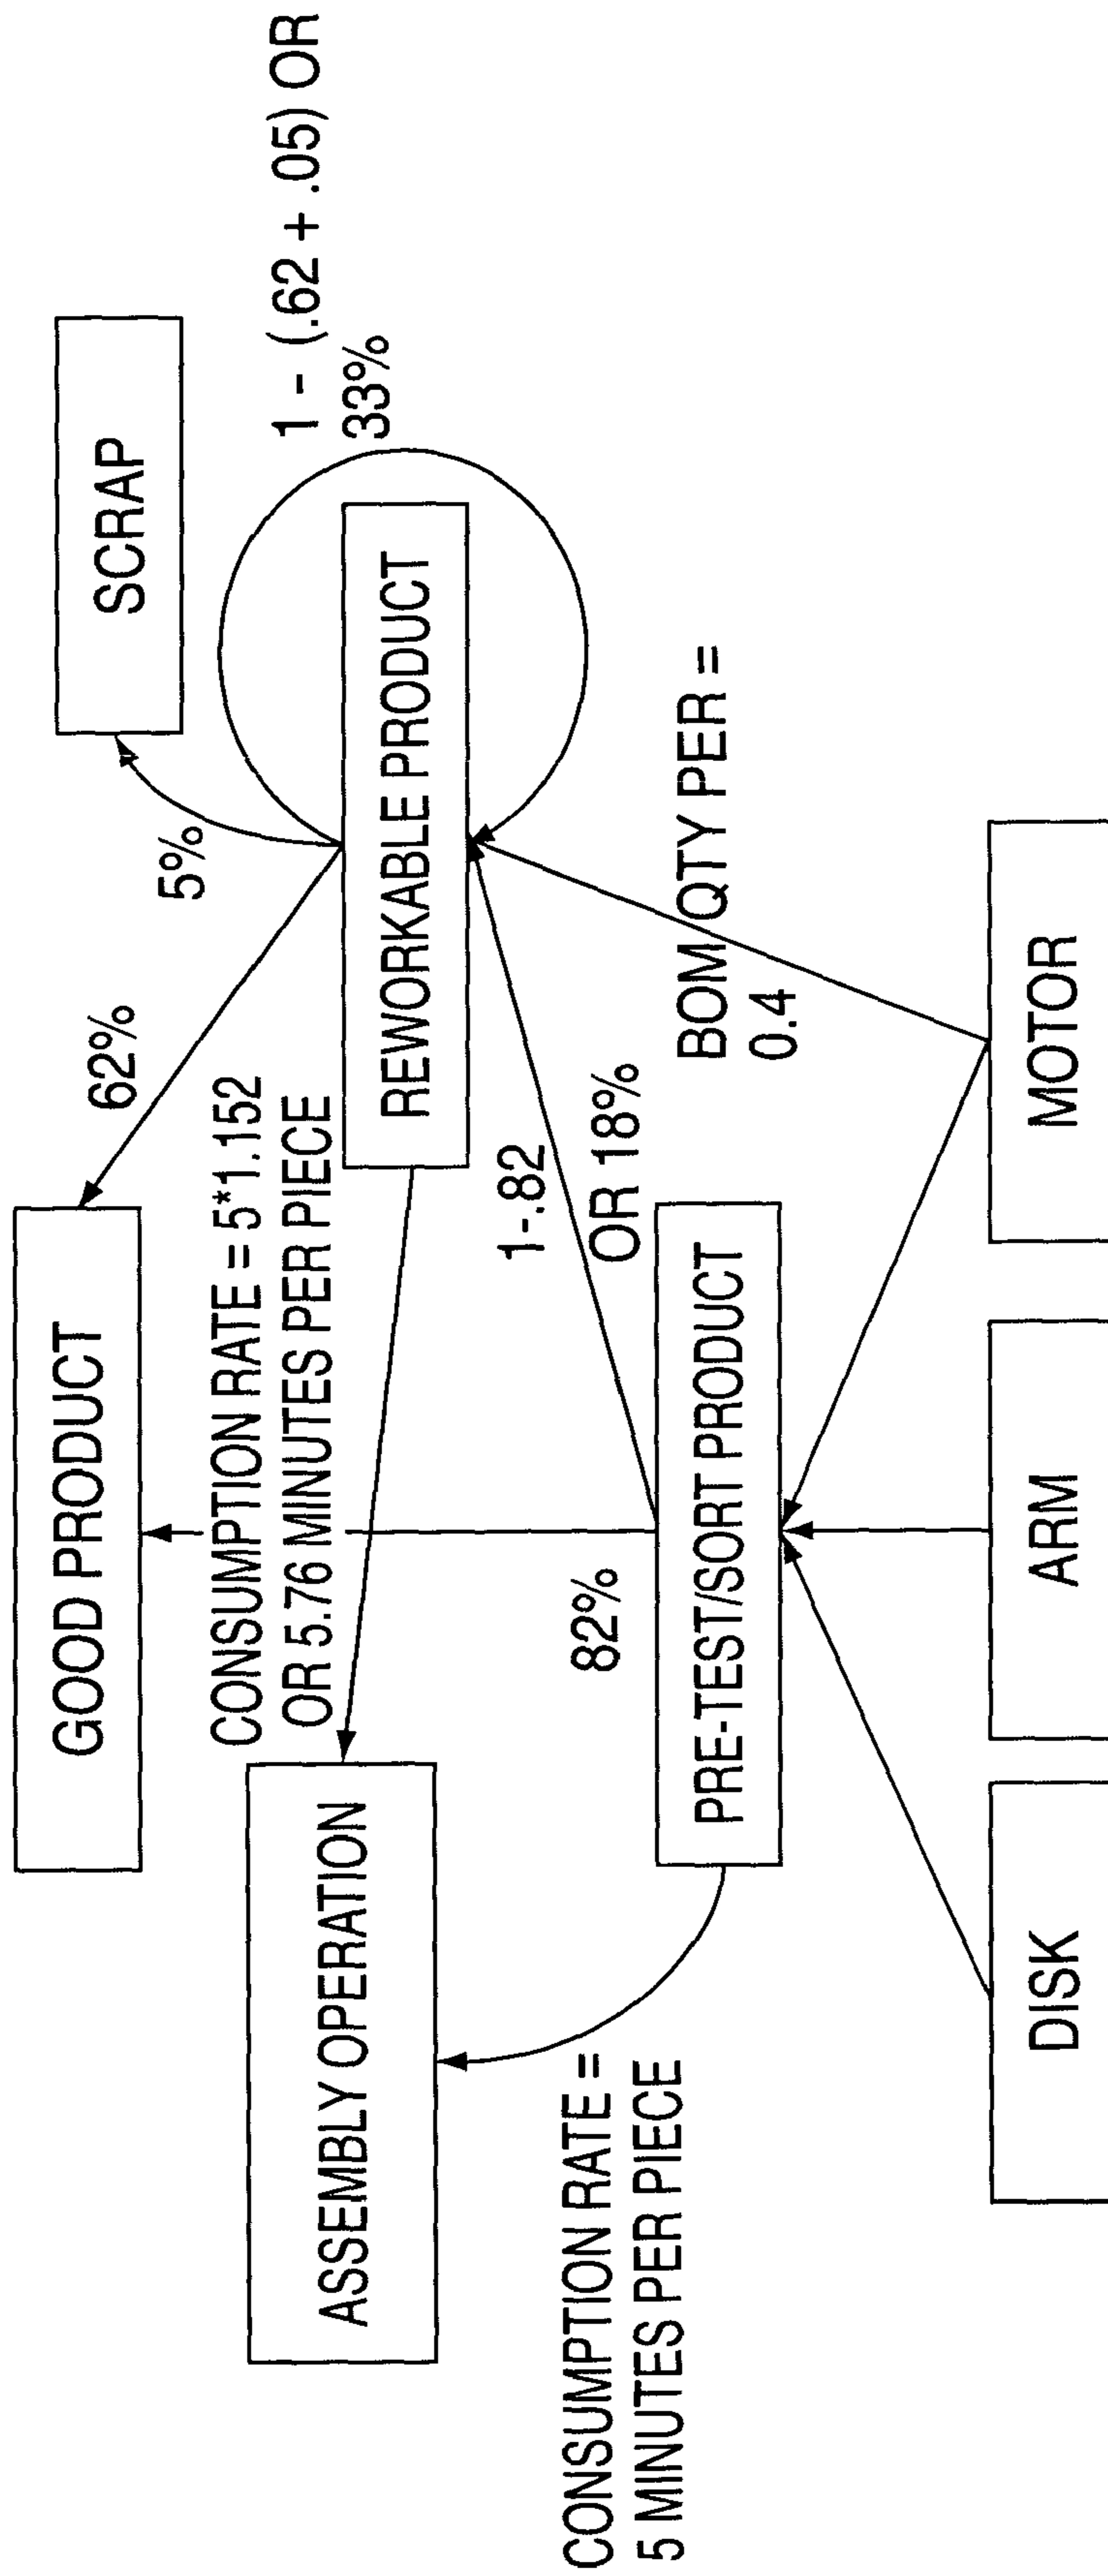 GOOD PRODUCT
SCRAP
62%
5%
1 - (.62 + .05) OR
33%
CONSUMPTION RATE = 5*1.152
OR 5.76 MINUTES PER PIECE
ASSEMBLY OPERATION
REWORKABLE PRODUCT
1-.82
OR 18%
82%
CONSUMPTION RATE =
5 MINUTES PER PIECE
PRE-TEST/SORT PRODUCT
BOM QTY PER =
0.4
DISK
ARM
MOTOR